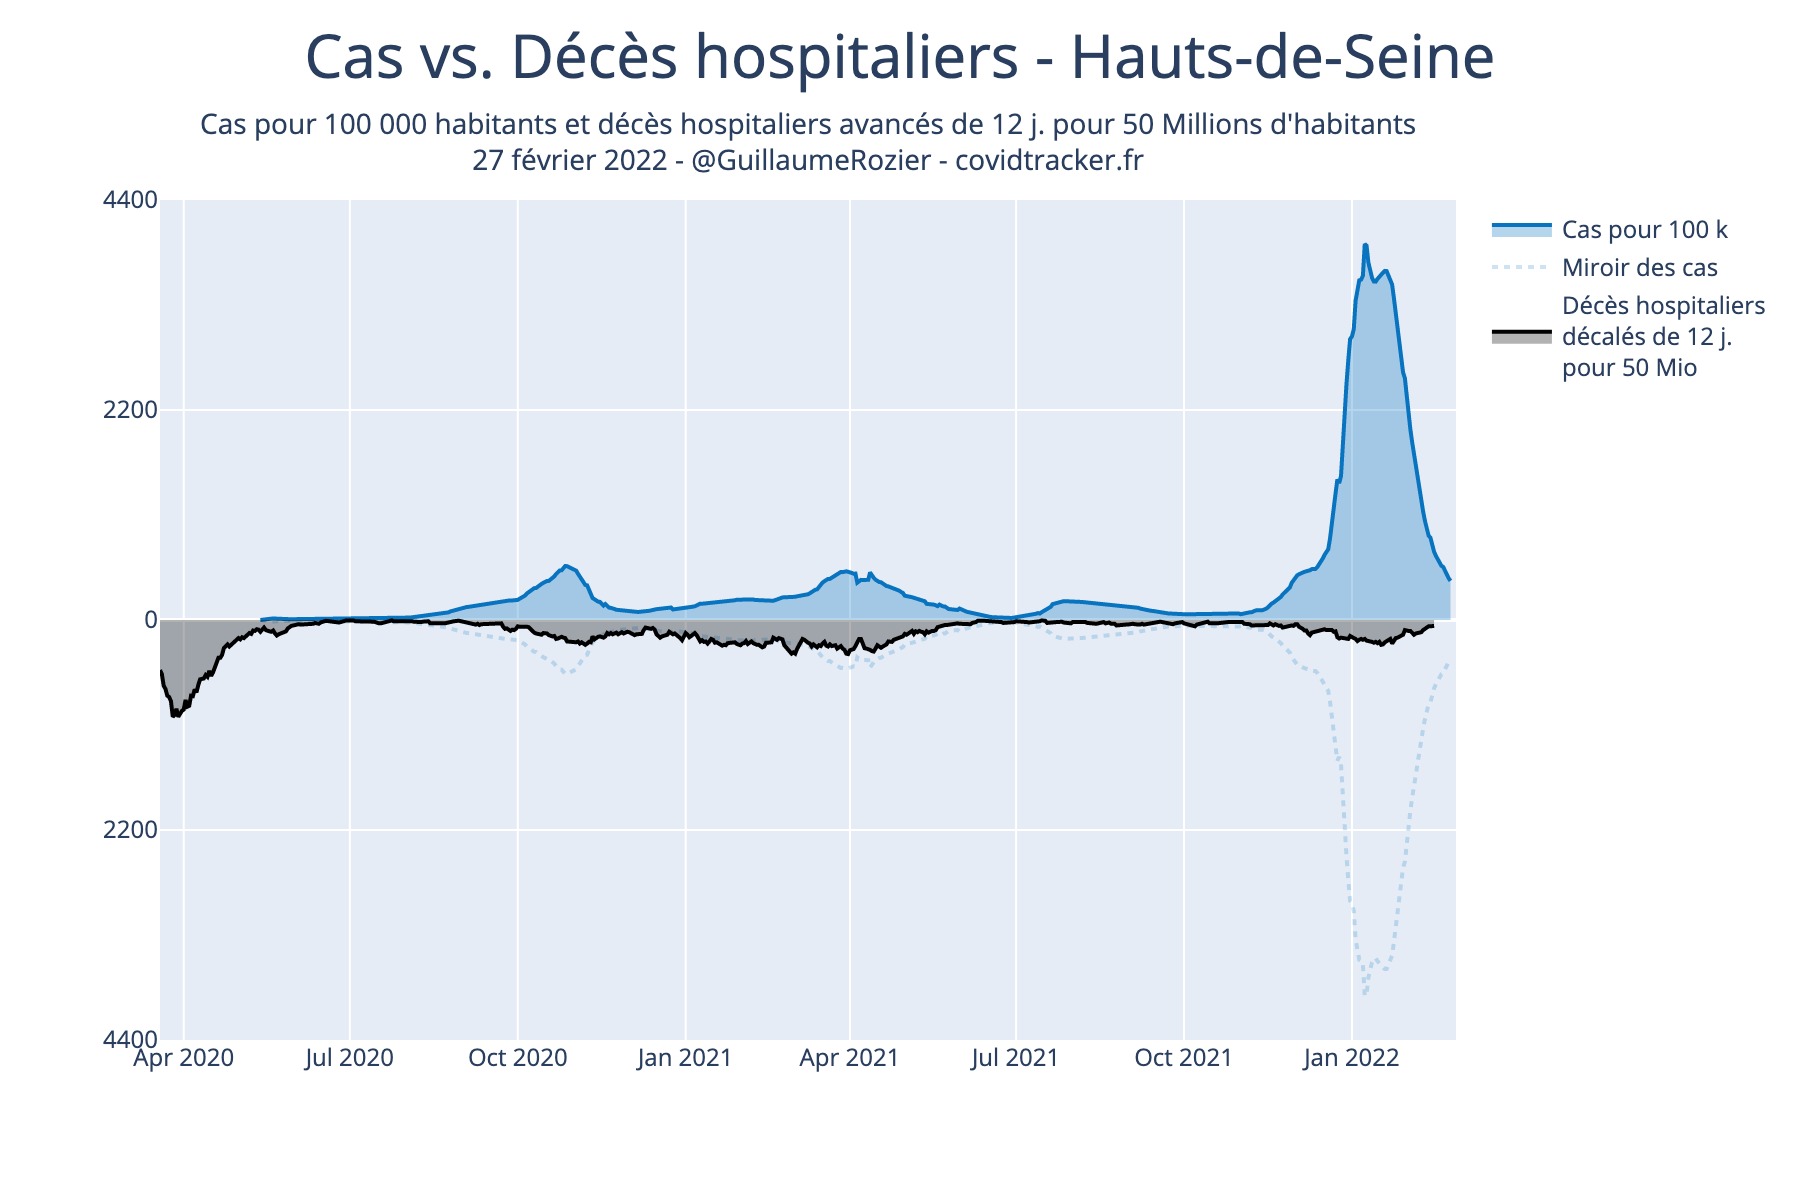 Cas vs. Décès hospitaliers - Hauts-de-Seine
Cas pour 100 000 habitants et décès hospitaliers avancés de 12 j. pour 50 Millions d'habitants
27 février 2022 - @GuillaumeRozier - covidtracker.fr
4400
2200
0
2200
4400
Apr 2020
Jul 2020
Oct 2020
Jan 2021
Apr 2021
Jul 2021
Oct 2021
Jan 2022
Cas pour 100 k
Miroir des cas
Décès hospitaliers
décalés de 12 j.
pour 50 Mio